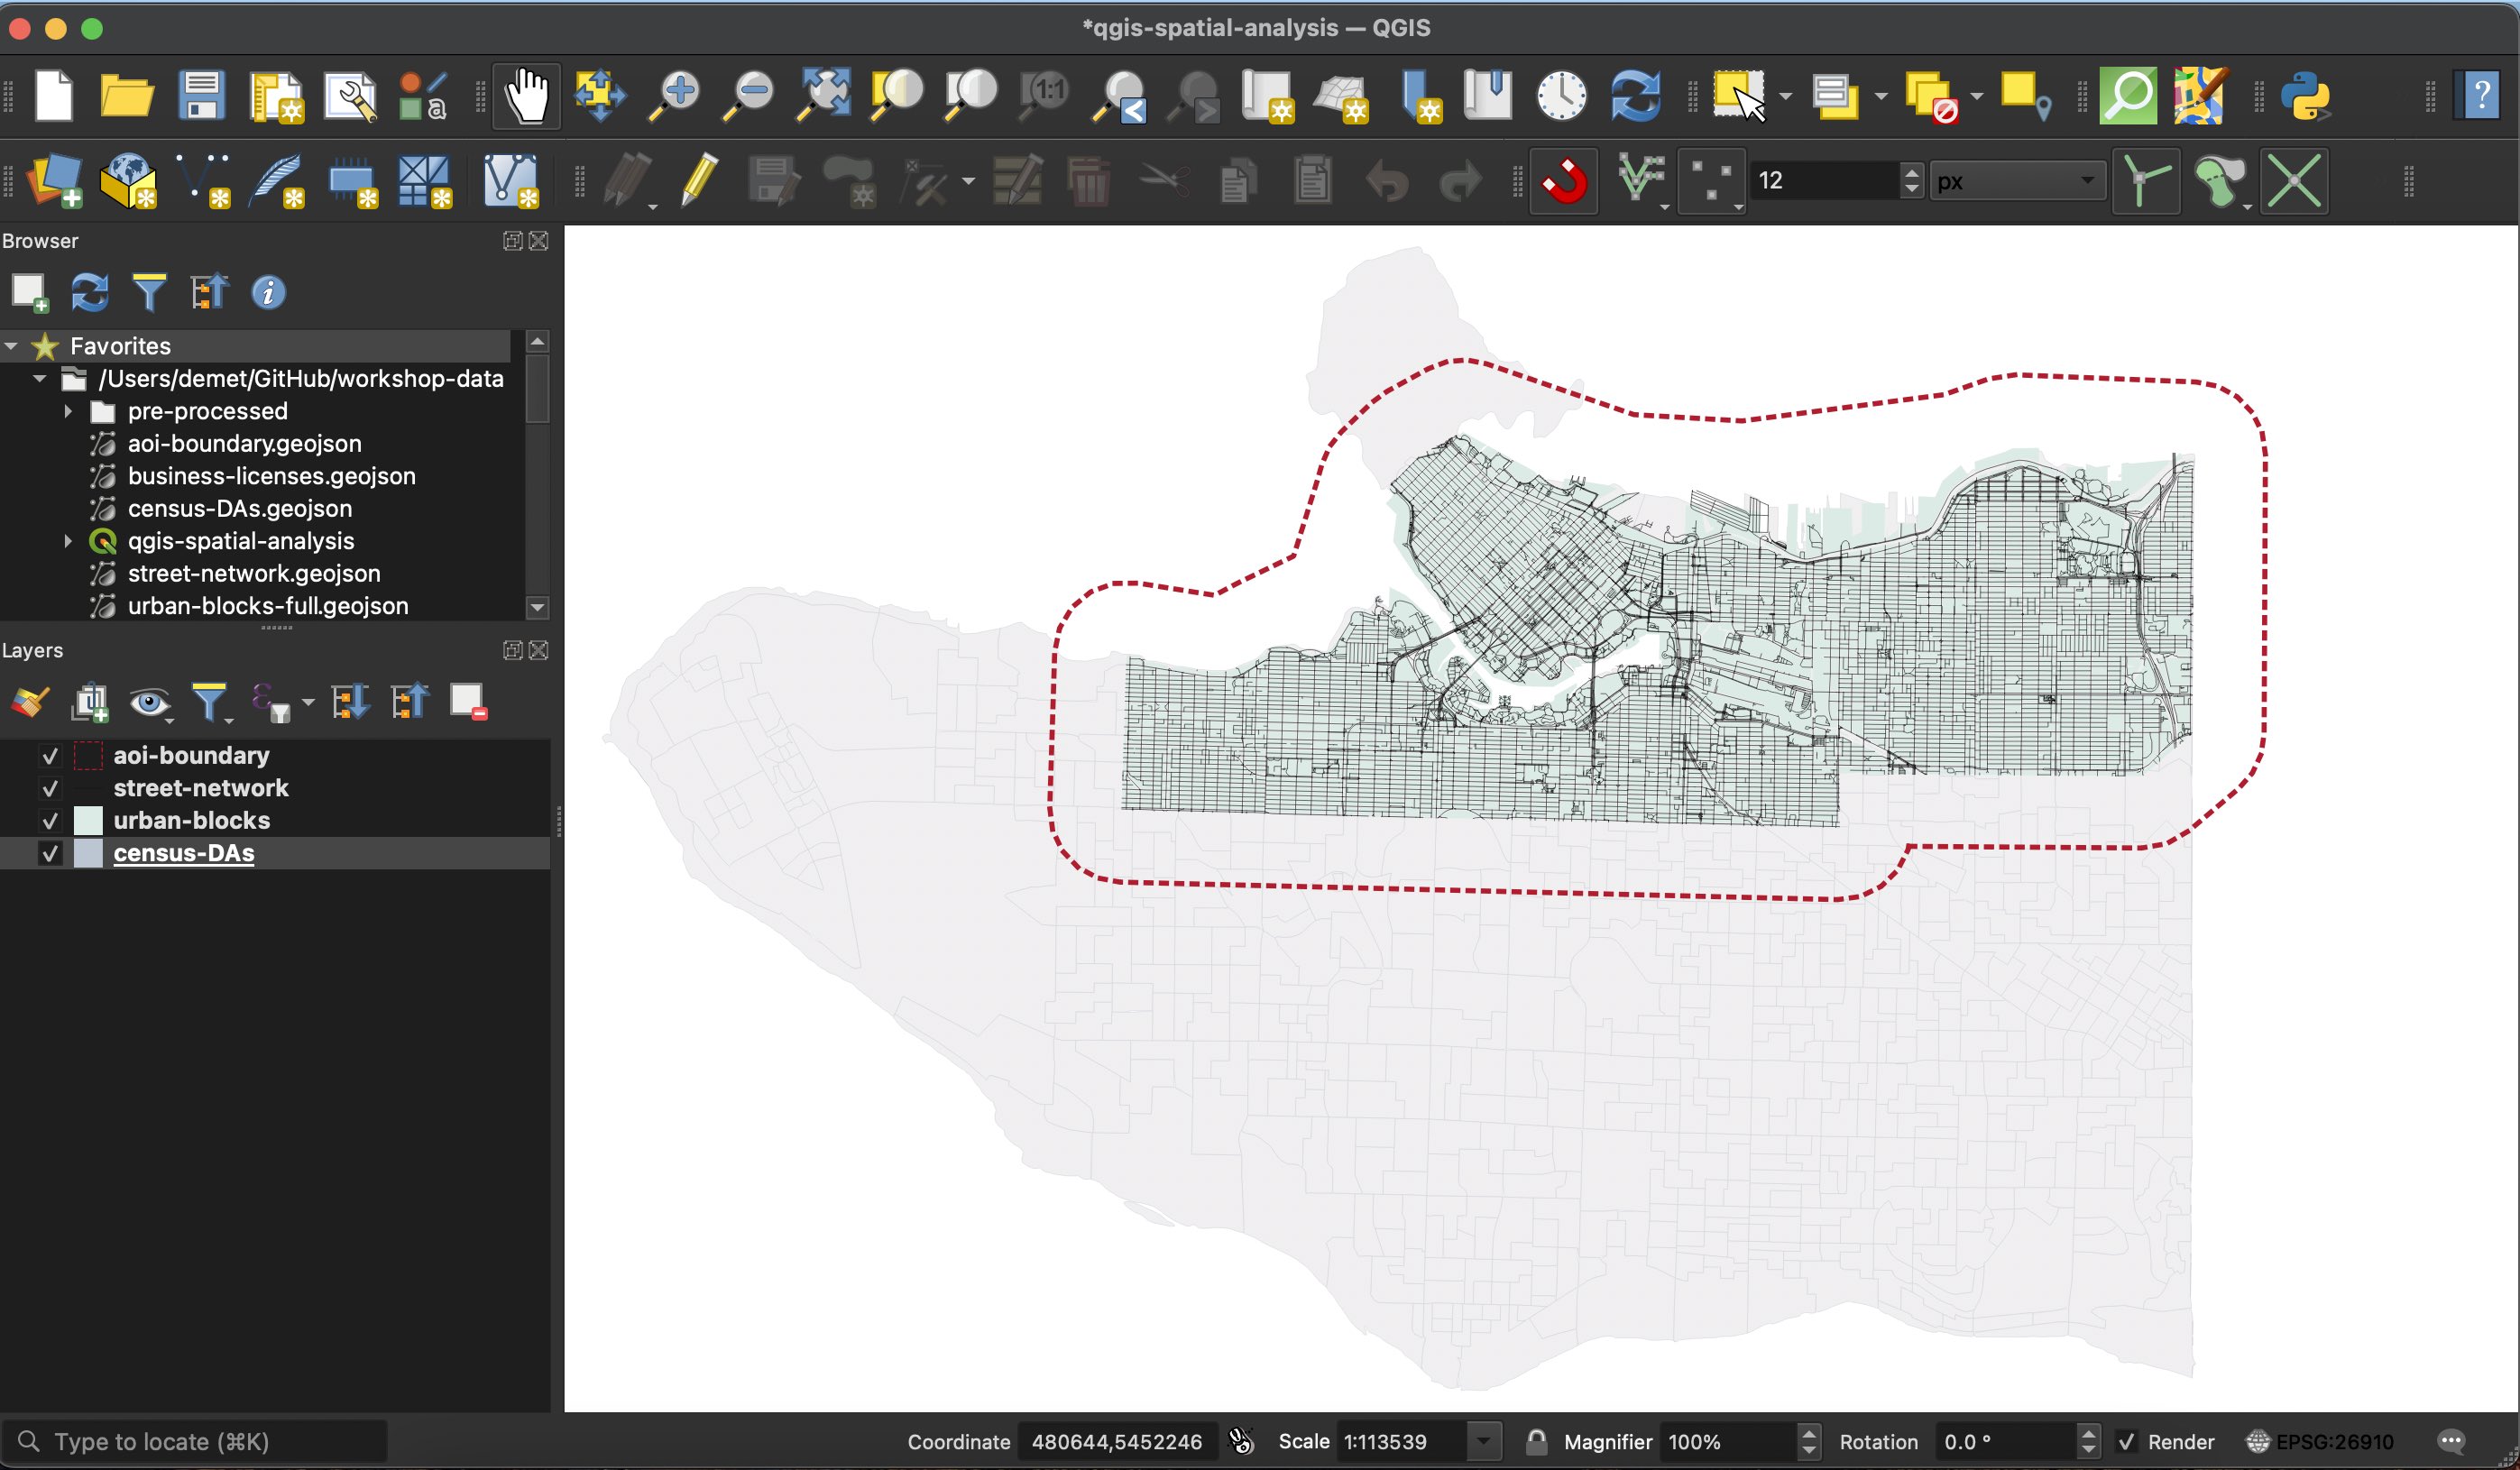 *qgis-spatial-analysis — QGIS
1:1
a
?
12
px
Browser
i
Favorites
/Users/demet/GitHub/workshop-data
pre-processed
aoi-boundary.geojson
business-licenses.geojson
census-DAs.geojson
qgis-spatial-analysis
street-network.geojson
urban-blocks-full.geojson
Layers
ε
aoi-boundary
street-network
urban-blocks
census-DAs
Type to locate (⌘K)
Coordinate 480644,5452246
Scale 1:113539
Magnifier 100%
Rotation 0.0 °
Render
EPSG:26910